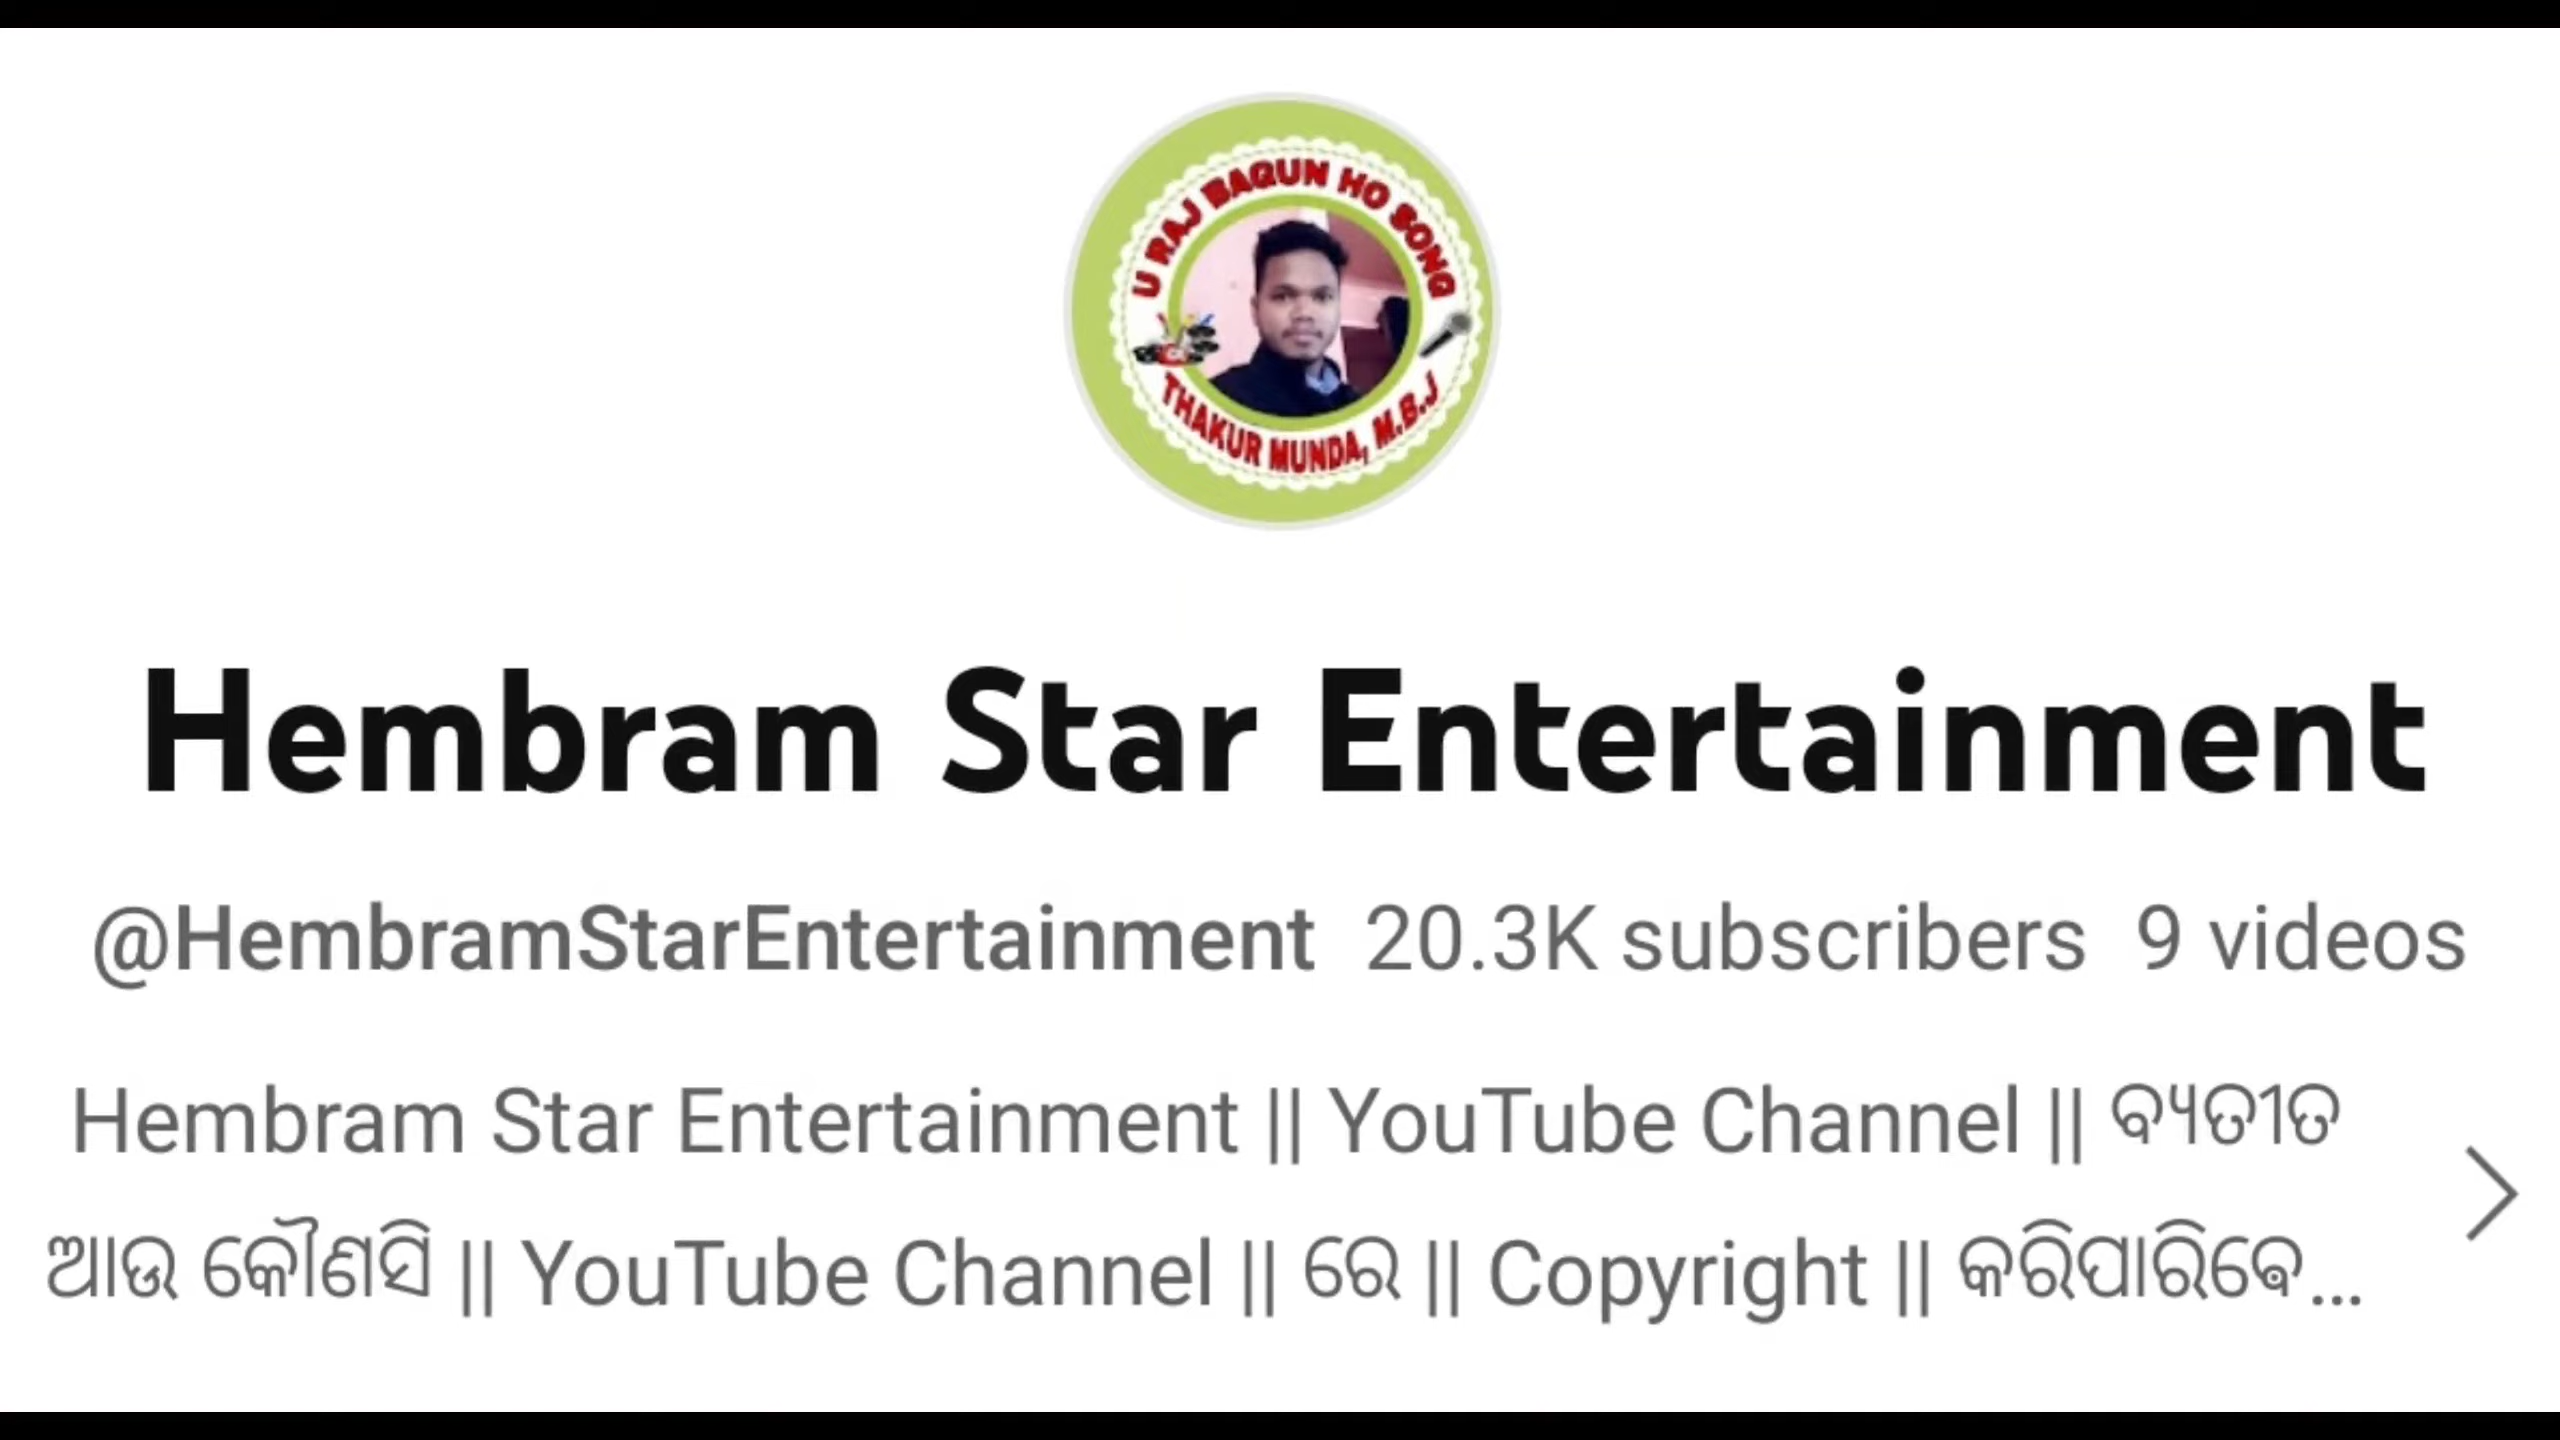 U RAJ BAQUN HO SONG
THAKUR MUNDA, M.B.J
Hembram Star Entertainment
@HembramStarEntertainment 20.3K subscribers 9 videos
Hembram Star Entertainment || YouTube Channel || ଵ୍ୟତୀତ
ଆଉ କୌଣସି || YouTube Channel || ରେ || Copyright || କରିପାରିଵେ...